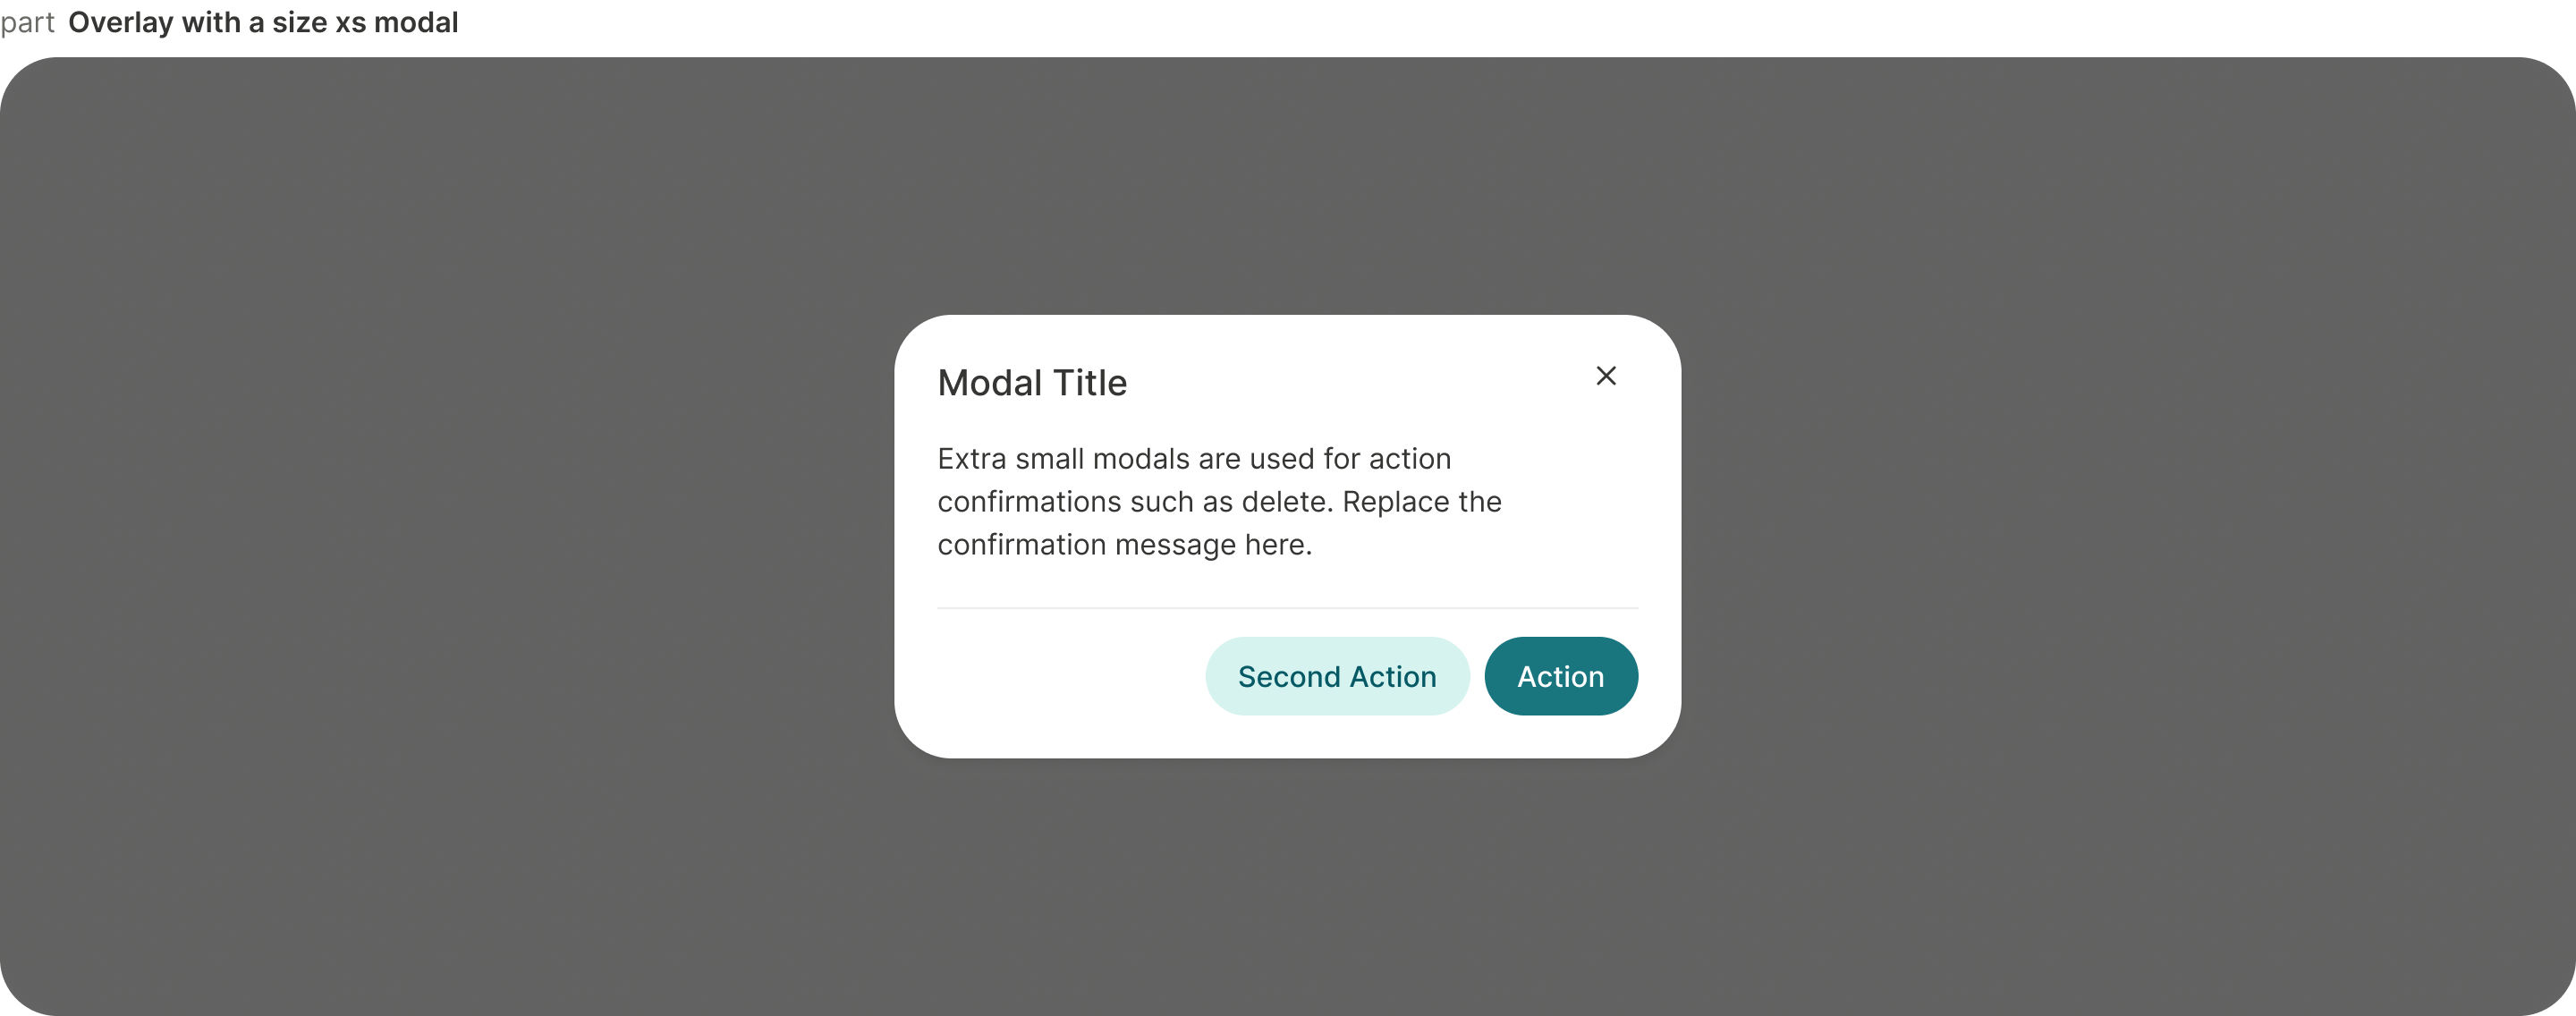 part Overlay with a size xs modal
Modal Title
Extra small modals are used for action
confirmations such as delete. Replace the
confirmation message here.
Second Action Action